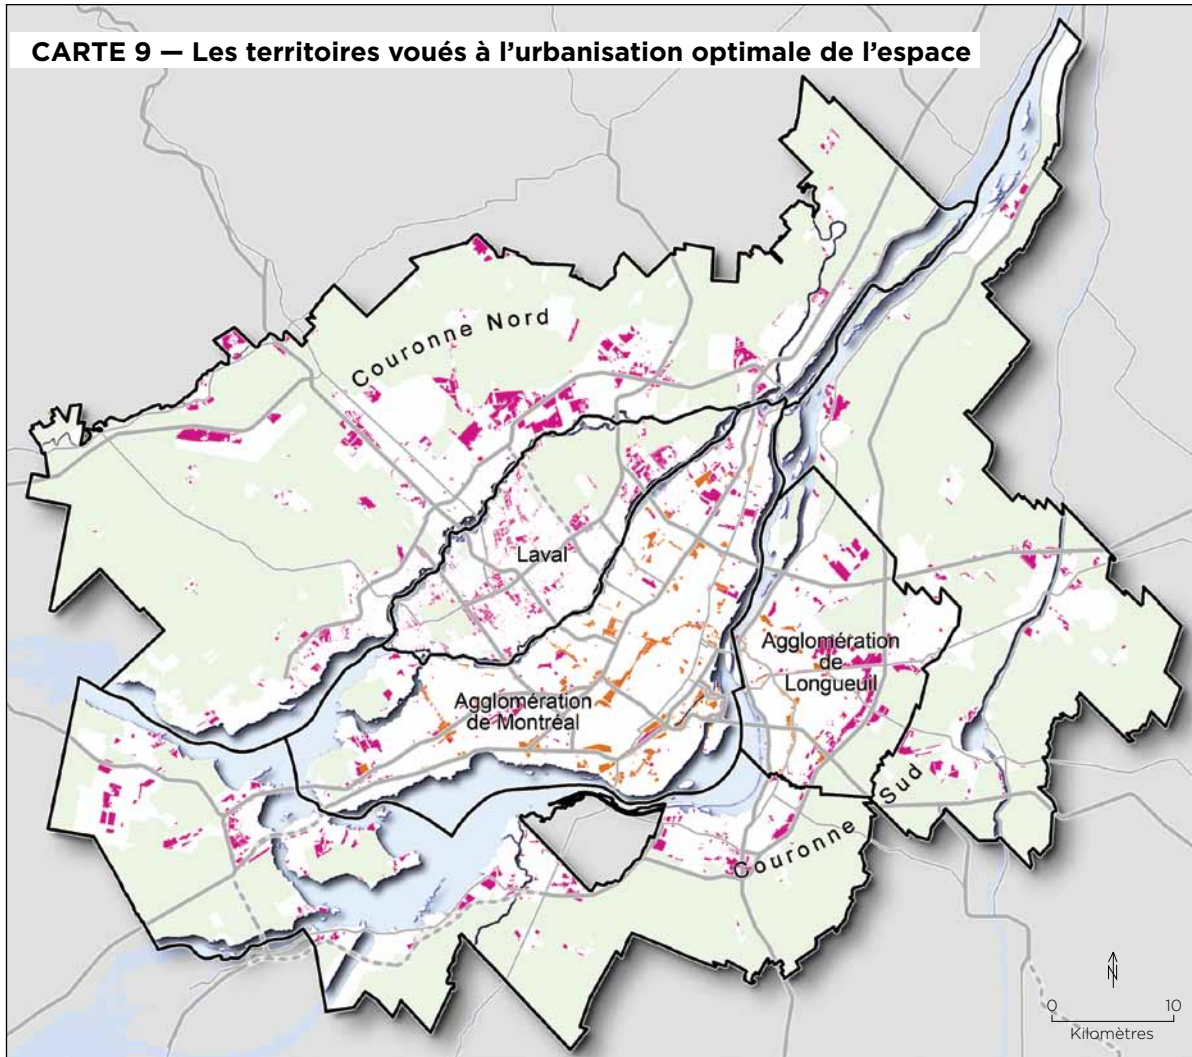 CARTE 9 — Les territoires voués à l'urbanisation optimale de l'espace
Couronne Nord
Laval
Agglomération
de
Longueuil
Agglomération
de Montréal
Couronne Sud
N
0 10
Kilomètres